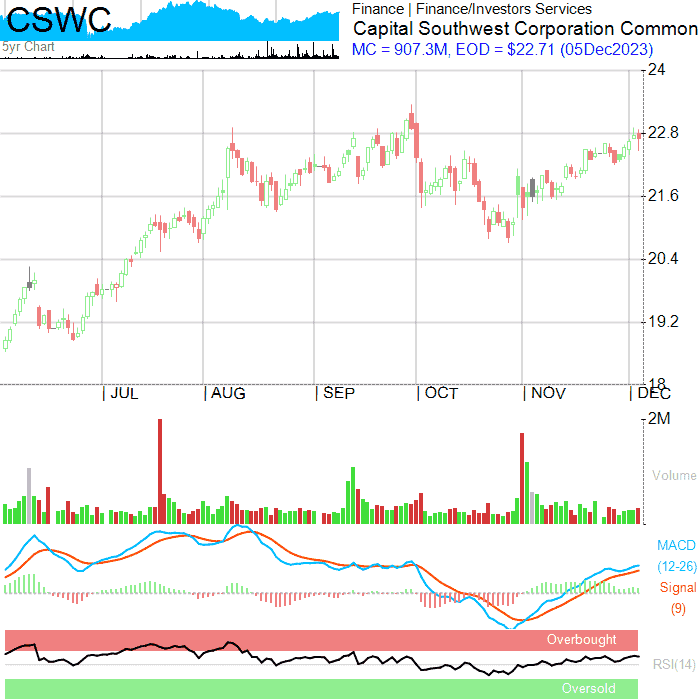 CSWC
5yr Chart
Finance | Finance/Investors Services
Capital Southwest Corporation Common
MC = 907.3M, EOD = $22.71 (05Dec2023)
24
22.8
21.6
20.4
19.2
18
| JUL | AUG | SEP | OCT | NOV | DEC
2M
Volume
MACD
(12-26)
Signal
(9)
Overbought
RSI(14)
Oversold